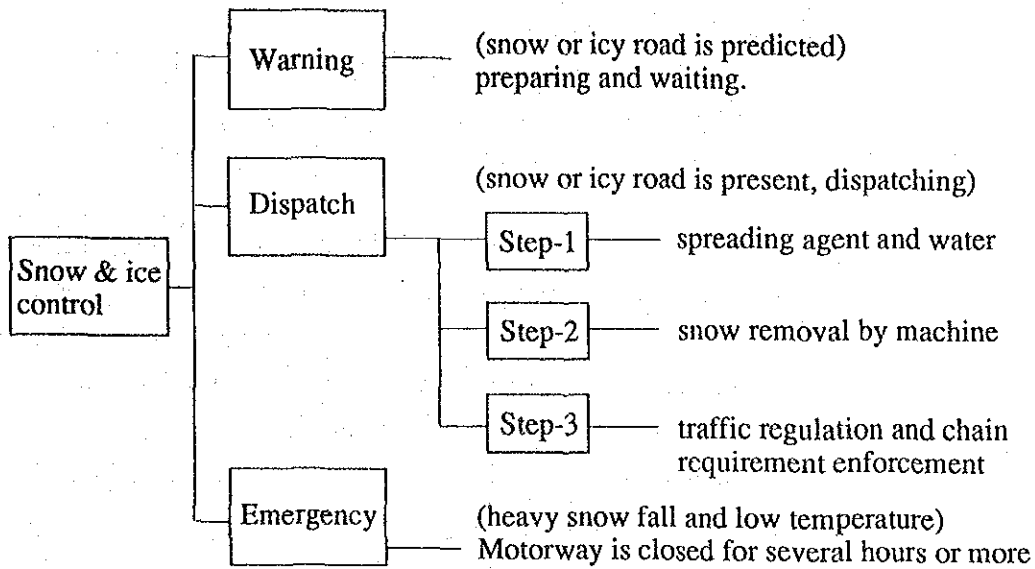 Warning
(snow or icy road is predicted)
preparing and waiting.
Dispatch
(snow or icy road is present, dispatching)
Step-1
spreading agent and water
Snow & ice
control
Step-2
snow removal by machine
Step-3
traffic regulation and chain
requirement enforcement
Emergency
(heavy snow fall and low temperature)
Motorway is closed for several hours or more